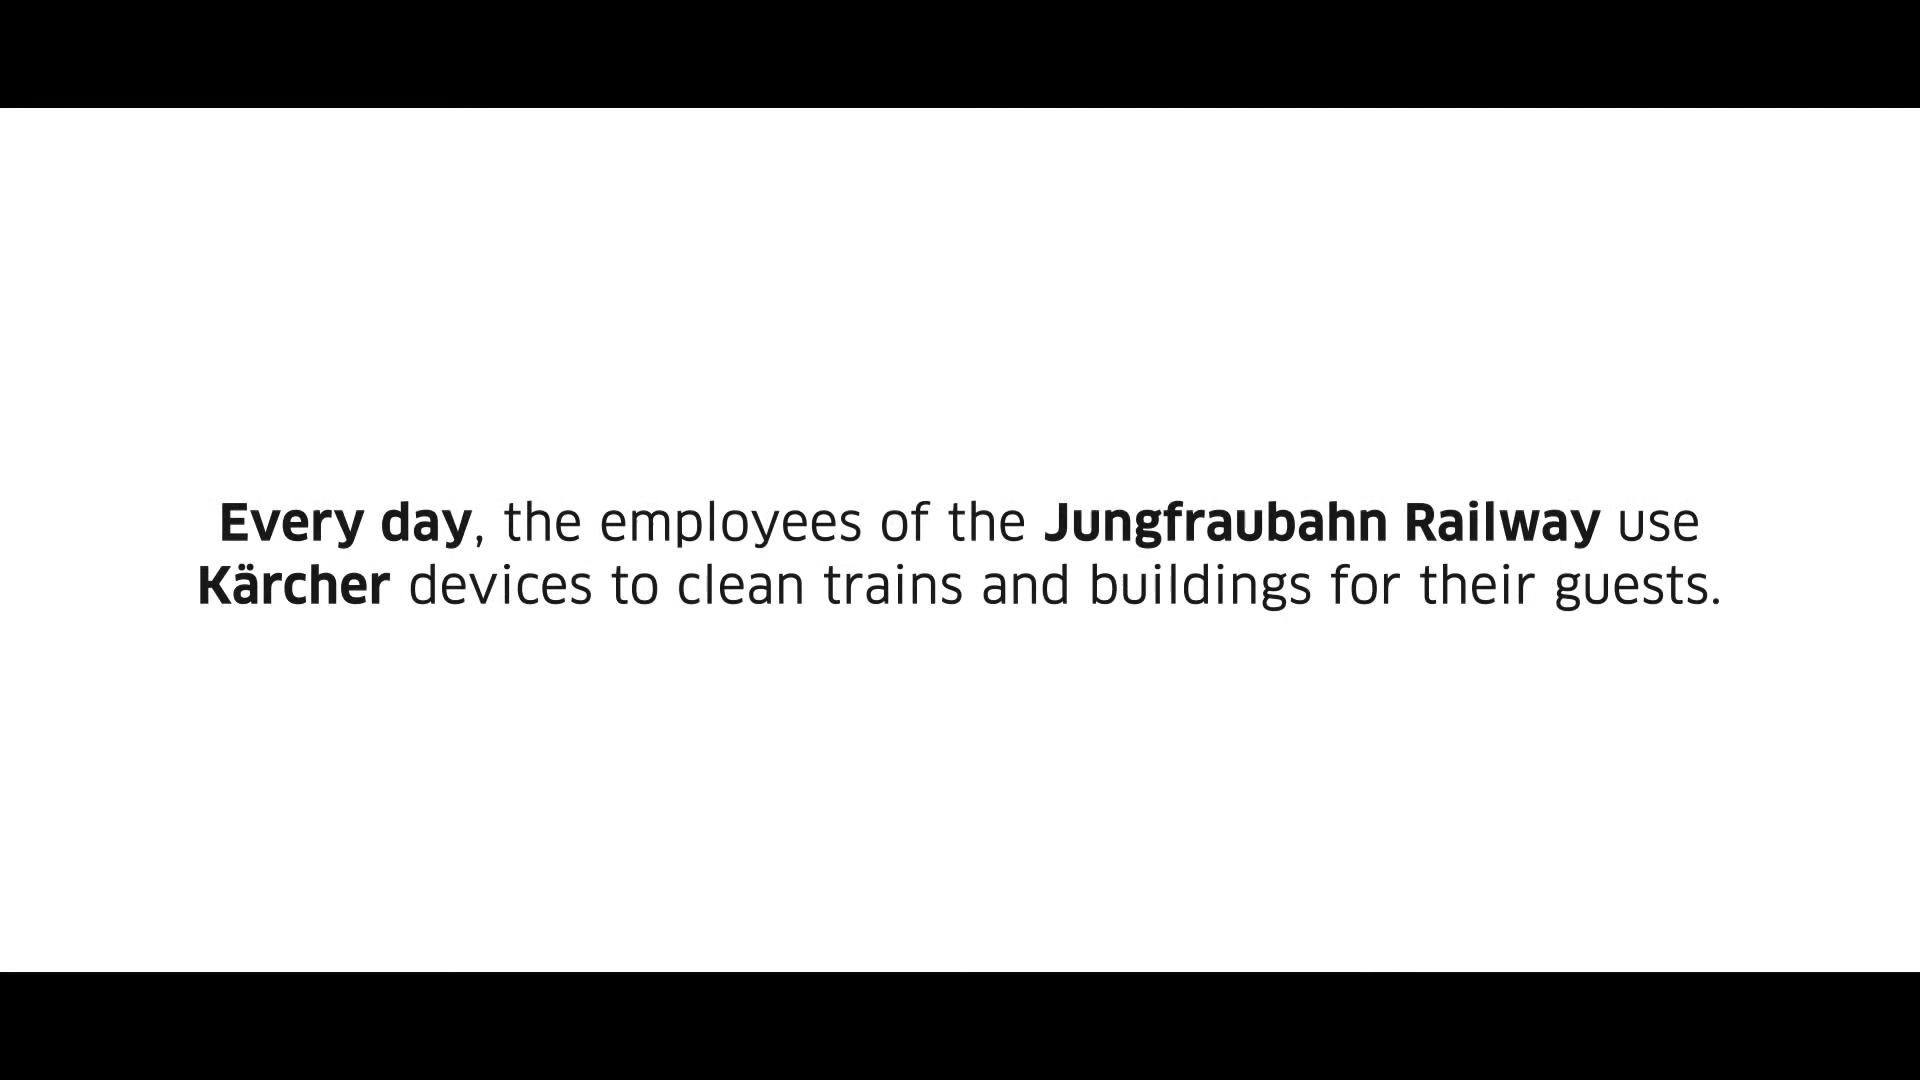 Every day, the employees of the Jungfraubahn Railway use
Kärcher devices to clean trains and buildings for their guests.